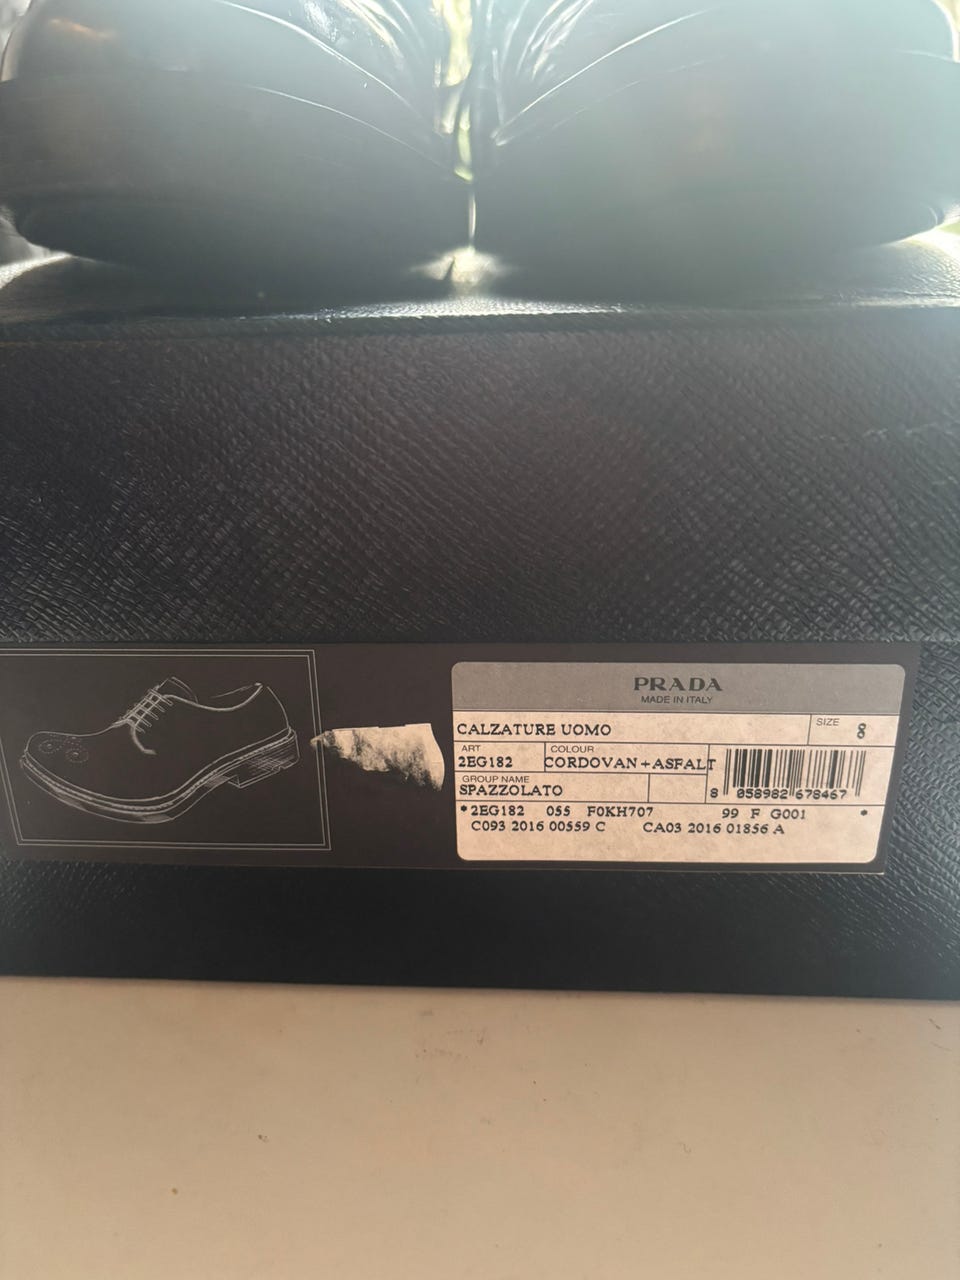 PRADA
MADE IN ITALY
CALZATURE UOMO
SIZE 8
ART
2EG182
COLOUR
CORDOVAN+ASFALT
GROUP NAME
SPAZZOLATO
8 058982 678467
*2EG182 055 F0KH707 99 F G001 *
C093 2016 00559 C CA03 2016 01856 A